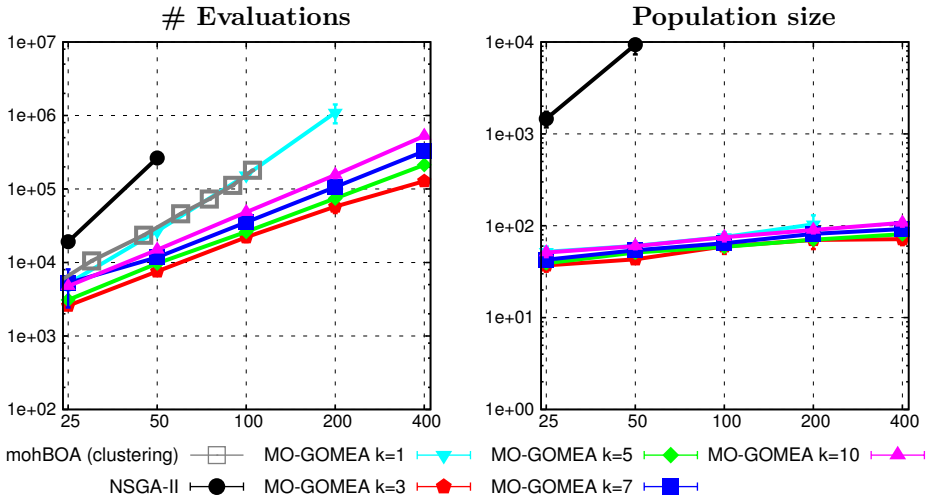 # Evaluations Population size
1e+07 1e+04
1e+06
1e+03
1e+05
1e+04 1e+02
1e+03 1e+01
1e+02 1e+00
25 50 100 200 400 25 50 100 200 400
mohBOA (clustering) MO-GOMEA k=1 MO-GOMEA k=5 MO-GOMEA k=10
NSGA-II MO-GOMEA k=3 MO-GOMEA k=7